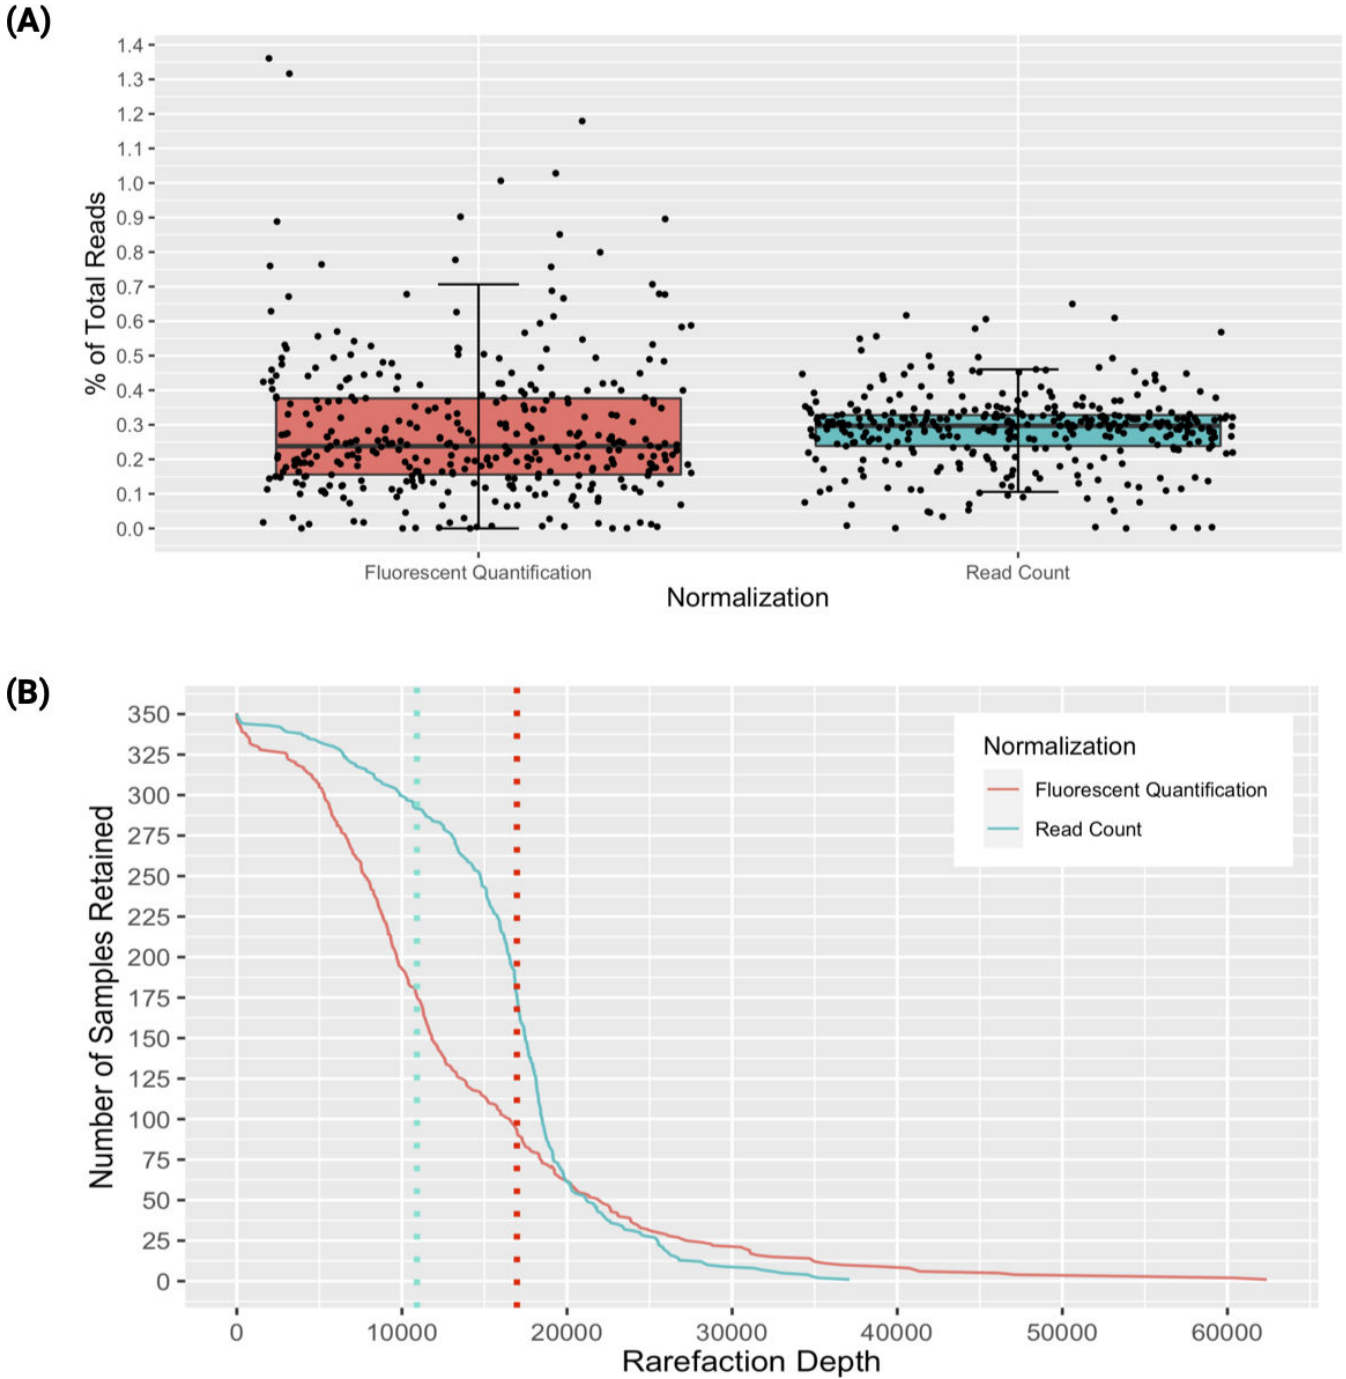 (A)
% of Total Reads
1.4
1.3
1.2
1.1
1.0
0.9
0.8
0.7
0.6
0.5
0.4
0.3
0.2
0.1
0.0
Fluorescent Quantification Read Count
Normalization
(B)
Number of Samples Retained
350
325
300
275
250
225
200
175
150
125
100
75
50
25
0
Normalization
Fluorescent Quantification
Read Count
0 10000 20000 30000 40000 50000 60000
Rarefaction Depth